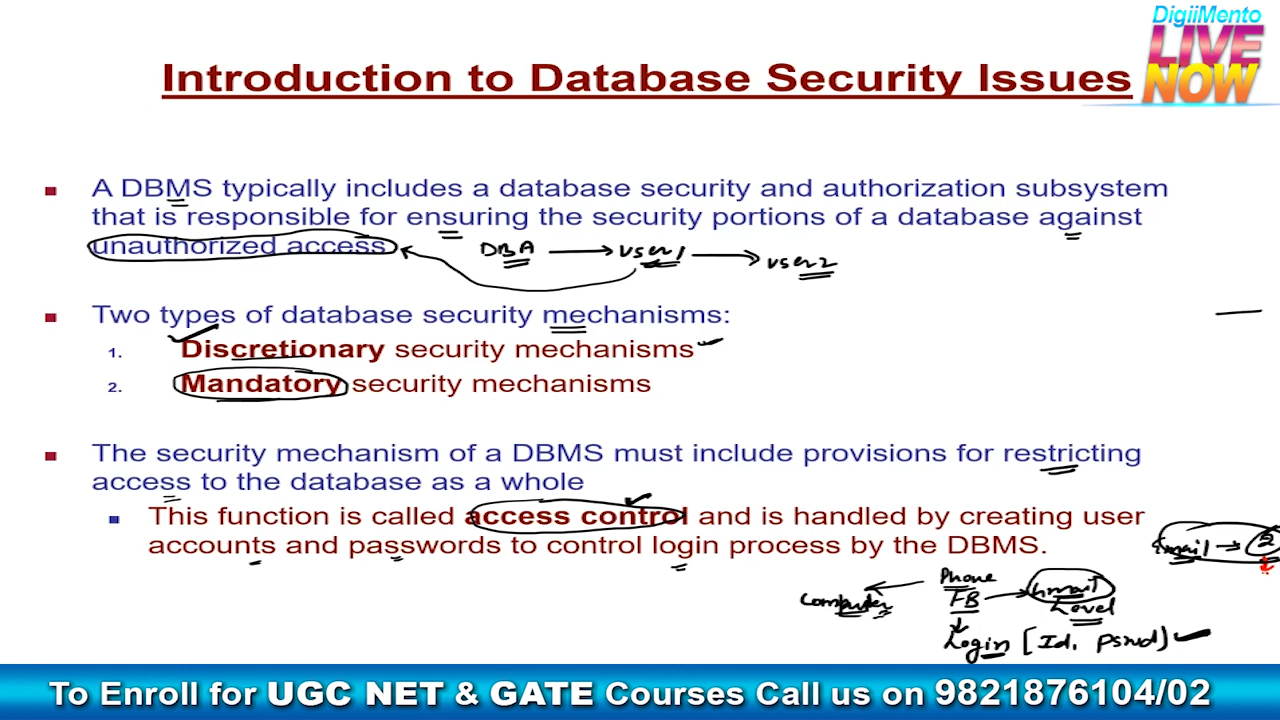 DigiiMento
LIVE
NOW
Introduction to Database Security Issues
A DBMS typically includes a database security and authorization subsystem
that is responsible for ensuring the security portions of a database against
unauthorized access
DBA → user1 → user2
Two types of database security mechanisms:
1. Discretionary security mechanisms
2. Mandatory security mechanisms
The security mechanism of a DBMS must include provisions for restricting
access to the database as a whole
This function is called access control and is handled by creating user
accounts and passwords to control login process by the DBMS.
Email → 2
Phone
Computer FB → Gmail
Level
Login [Id, pswd]
To Enroll for UGC NET & GATE Courses Call us on 9821876104/02